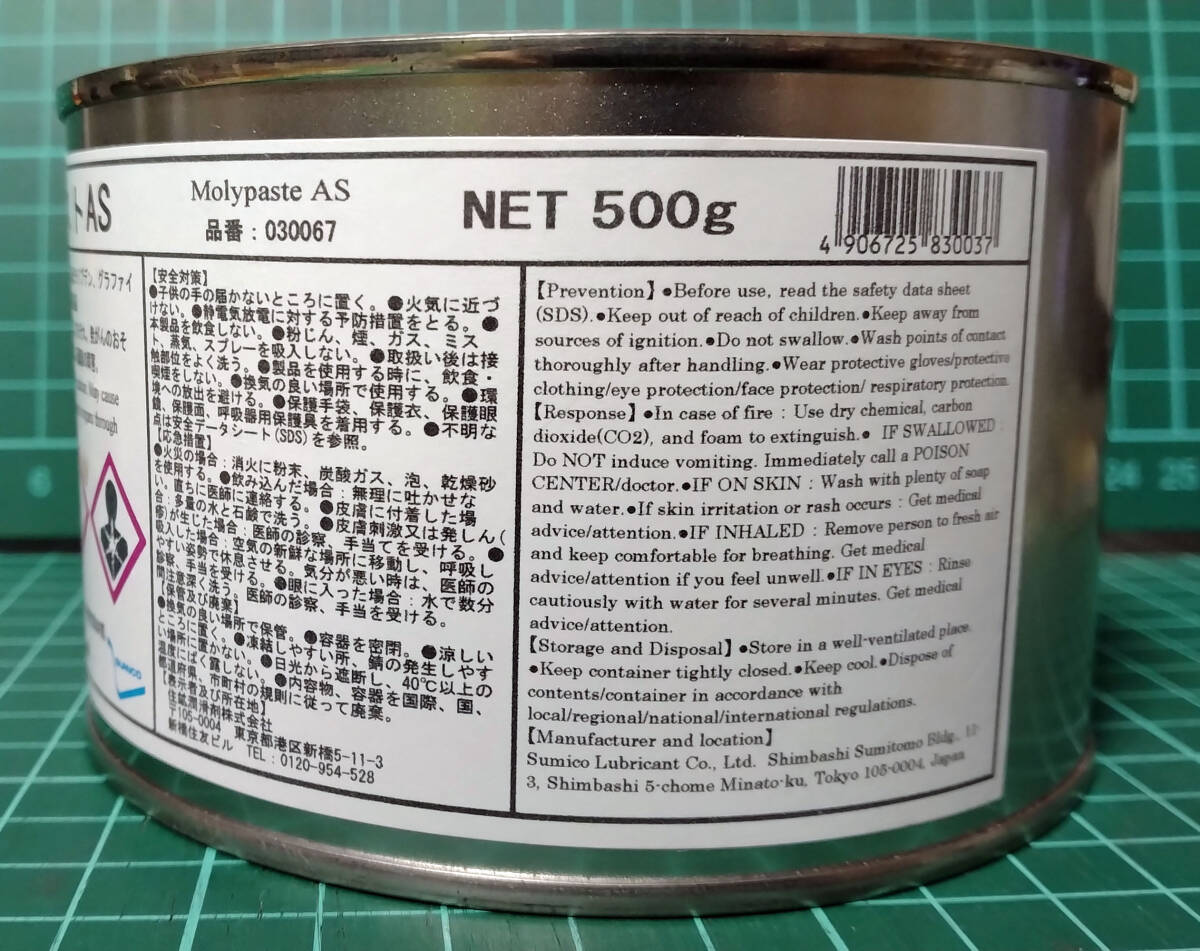 トAS
Molypaste AS
品番：030067
NET 500g
4 906725 830037
デン、グラファイ
発がんのおそ
May cause
through
SUMICO
【安全対策】
●子供の手の届かないところに置く。●火気に近づ
けない。●静電気放電に対する予防措置をとる。●
本製品を飲食しない。●粉じん、煙、ガス、ミス
ト、蒸気、スプレーを吸入しない。●取扱い後は接
触部位をよく洗う。●製品を使用する時に、飲食・
喫煙をしない。●換気の良い場所で使用する。●環
境への放出を避ける。●保護手袋、保護衣、保護眼
鏡、保護面、呼吸器用保護具を着用する。●不明な
点は安全データシート(SDS)を参照。
【応急措置】
●火災の場合：消火に粉末、炭酸ガス、泡、乾燥砂
を使用する。●飲み込んだ場合：無理に吐かせな
い。直ちに医師に連絡する。●皮膚に付着した場
合：多量の水と石鹸で洗う。●皮膚刺激又は発しん(
疹)が生じた場合：医師の診察、手当てを受ける。●
吸入した場合：空気の新鮮な場所に移動し、呼吸し
やすい姿勢で休息させる。気分が悪い時は、医師の
診察、手当を受ける。●眼に入った場合：水で数分
間注意深く洗う。医師の診察、手当を受ける。
【保管及び廃棄】
●換気の良い場所で保管。●容器を密閉。●涼しい
ところに置く。●凍結しやすい所、錆の発生しやす
い場所に置かない。●日光から遮断し、40℃以上の
温度にばく露しない。●内容物、容器を国際、国、
都道府県、市町村の規則に従って廃棄。
【表示者及び所在地】
住鉱潤滑剤株式会社
〒105-0004 東京都港区新橋5-11-3
新橋住友ビル TEL：0120-954-528
【Prevention】●Before use, read the safety data sheet
(SDS).●Keep out of reach of children.●Keep away from
sources of ignition.●Do not swallow.●Wash points of contact
thoroughly after handling.●Wear protective gloves/protective
clothing/eye protection/face protection/ respiratory protection.
【Response】●In case of fire : Use dry chemical, carbon
dioxide(CO2), and foam to extinguish.● IF SWALLOWED :
Do NOT induce vomiting. Immediately call a POISON
CENTER/doctor.●IF ON SKIN : Wash with plenty of soap
and water.●If skin irritation or rash occurs : Get medical
advice/attention.●IF INHALED : Remove person to fresh air
and keep comfortable for breathing. Get medical
advice/attention if you feel unwell.●IF IN EYES : Rinse
cautiously with water for several minutes. Get medical
advice/attention.
【Storage and Disposal】●Store in a well-ventilated place.
●Keep container tightly closed.●Keep cool.●Dispose of
contents/container in accordance with
local/regional/national/international regulations.
【Manufacturer and location】
Sumico Lubricant Co., Ltd. Shimbashi Sumitomo Bldg., 11-
3, Shimbashi 5-chome Minato-ku, Tokyo 105-0004, Japan
6
24 25